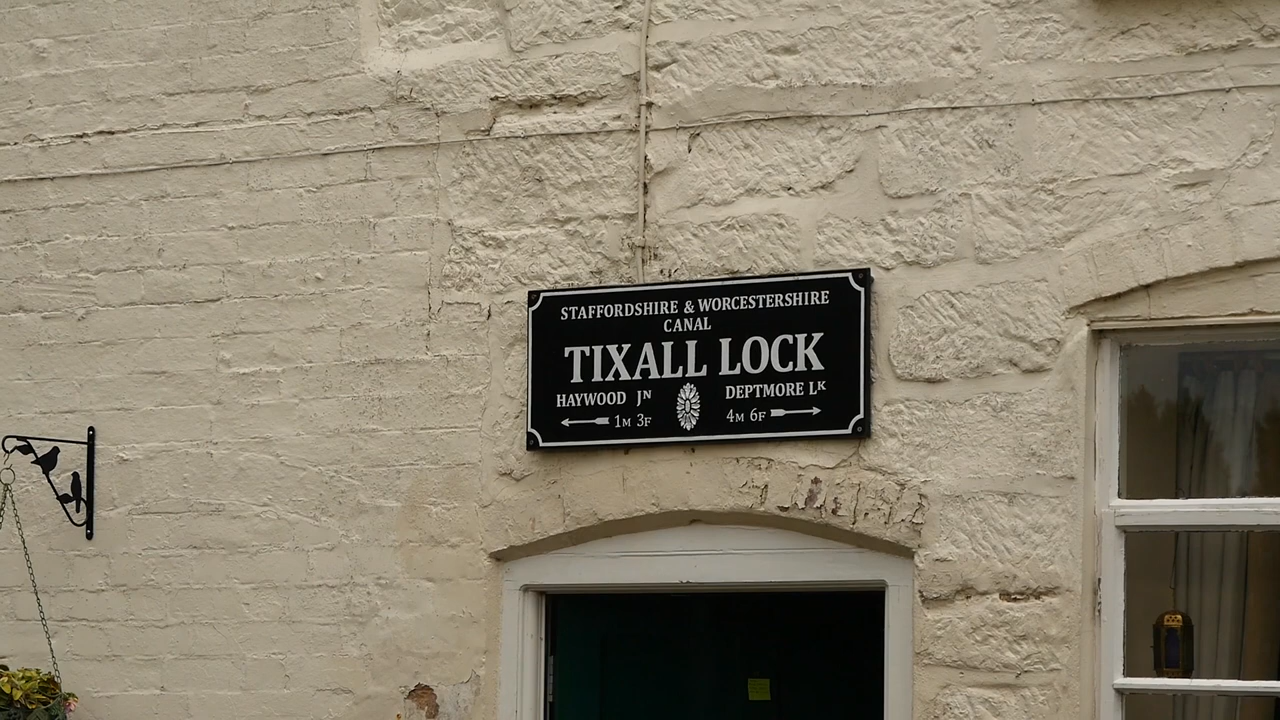 STAFFORDSHIRE & WORCESTERSHIRE
CANAL
TIXALL LOCK
HAYWOOD JN DEPTMORE LK
1M 3F 4M 6F